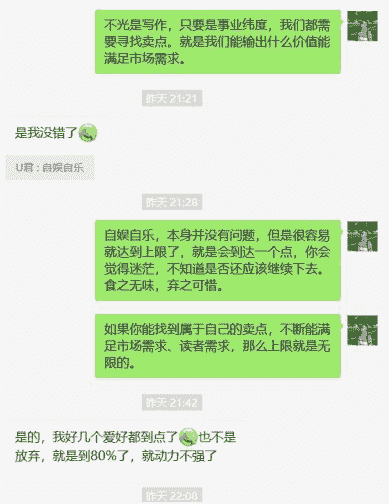 不光是写作，只要是事业纬度，我们都需
要寻找卖点。就是我们能输出什么价值能
满足市场需求。
昨天 21:21
是我没错了
U君：自娱自乐
昨天 21:28
自娱自乐，本身并没有问题，但是很容易
就达到上限了，就是会到达一个点，你会
觉得迷茫，不知道是否还应该继续下去。
食之无味，弃之可惜。
如果你能找到属于自己的卖点，不断能满
足市场需求、读者需求，那么上限就是无
限的。
昨天 21:42
是的，我好几个爱好都到点了也不是
放弃，就是到80%了，就动力不强了
昨天 22:08